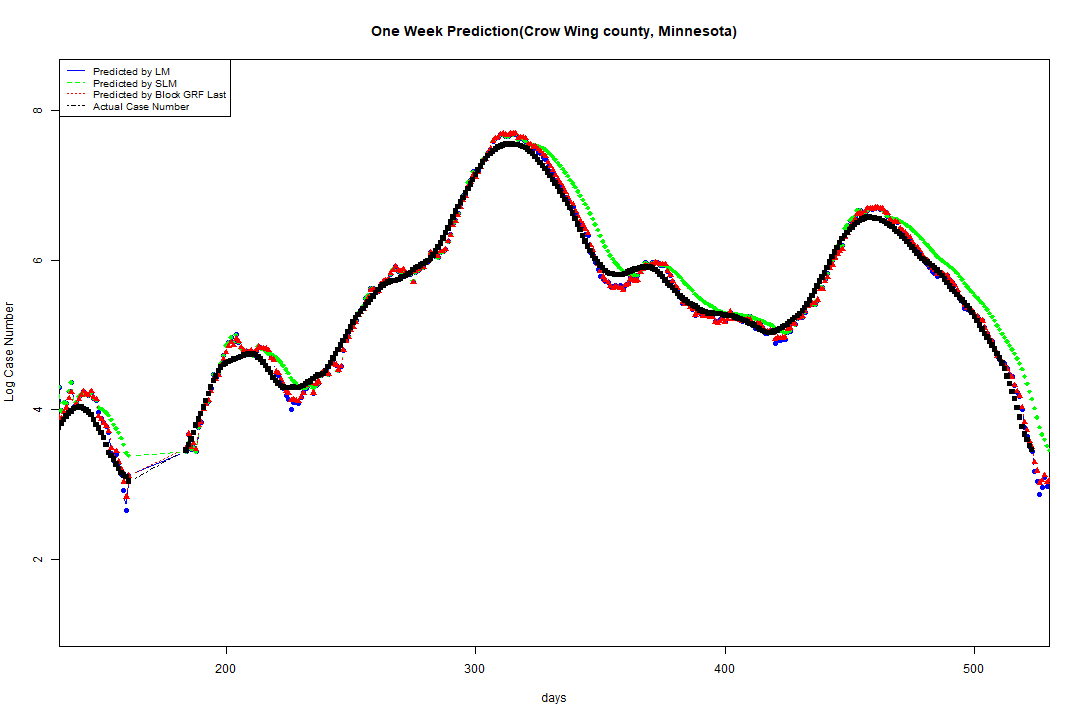 One Week Prediction(Crow Wing county, Minnesota)
Predicted by LM
Predicted by SLM
Predicted by Block GRF Last
Actual Case Number
8
6
4
2
Log Case Number
200
300
400
500
days